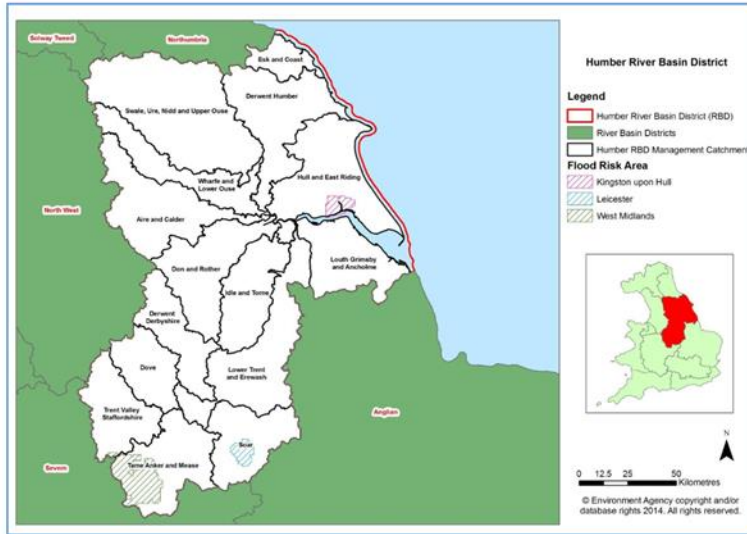 Solway Tweed
Northumbria
Esk and Coast
Derwent Humber
Swale, Ure, Nidd and Upper Ouse
Wharfe and
Lower Ouse
Hull and East Riding
North West
Aire and Calder
Louth Grimsby
and Ancholme
Don and Rother
Idle and Torne
Derwent
Derbyshire
Dove
Lower Trent
and Erewash
Trent Valley
Staffordshire
Anglian
Soar
Tame Anker and Mease
Severn
Humber River Basin District
Legend
Humber River Basin District (RBD)
River Basin Districts
Humber RBD Management Catchment
Flood Risk Area
Kingston upon Hull
Leicester
West Midlands
N
0 12.5 25 50
Kilometres
© Environment Agency copyright and/or
database rights 2014. All rights reserved.